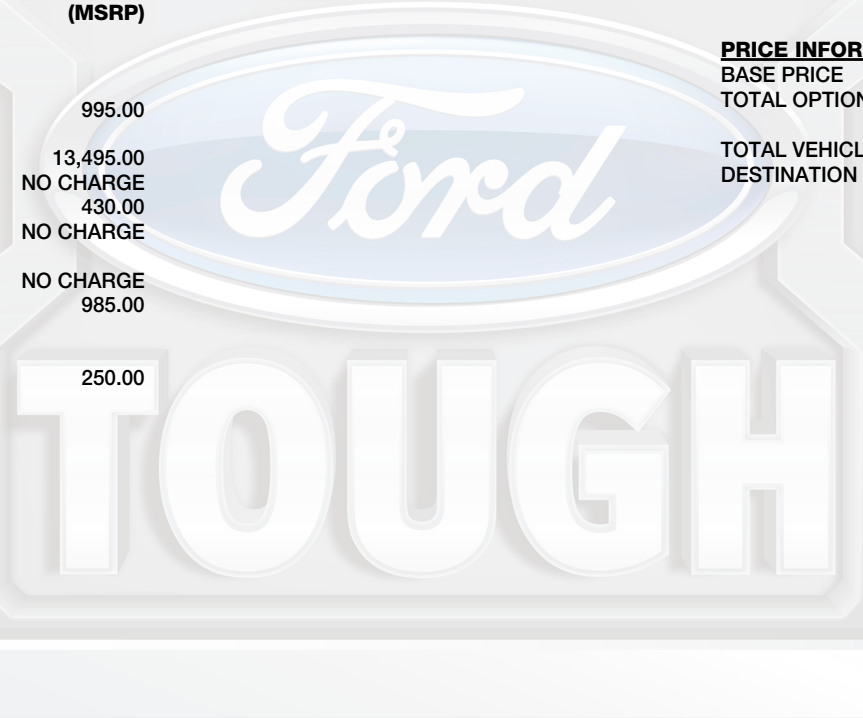 (MSRP)
995.00
13,495.00
NO CHARGE
430.00
NO CHARGE
NO CHARGE
985.00
250.00
PRICE INFOR
BASE PRICE
TOTAL OPTION
TOTAL VEHICL
DESTINATION
Ford
TOUGH